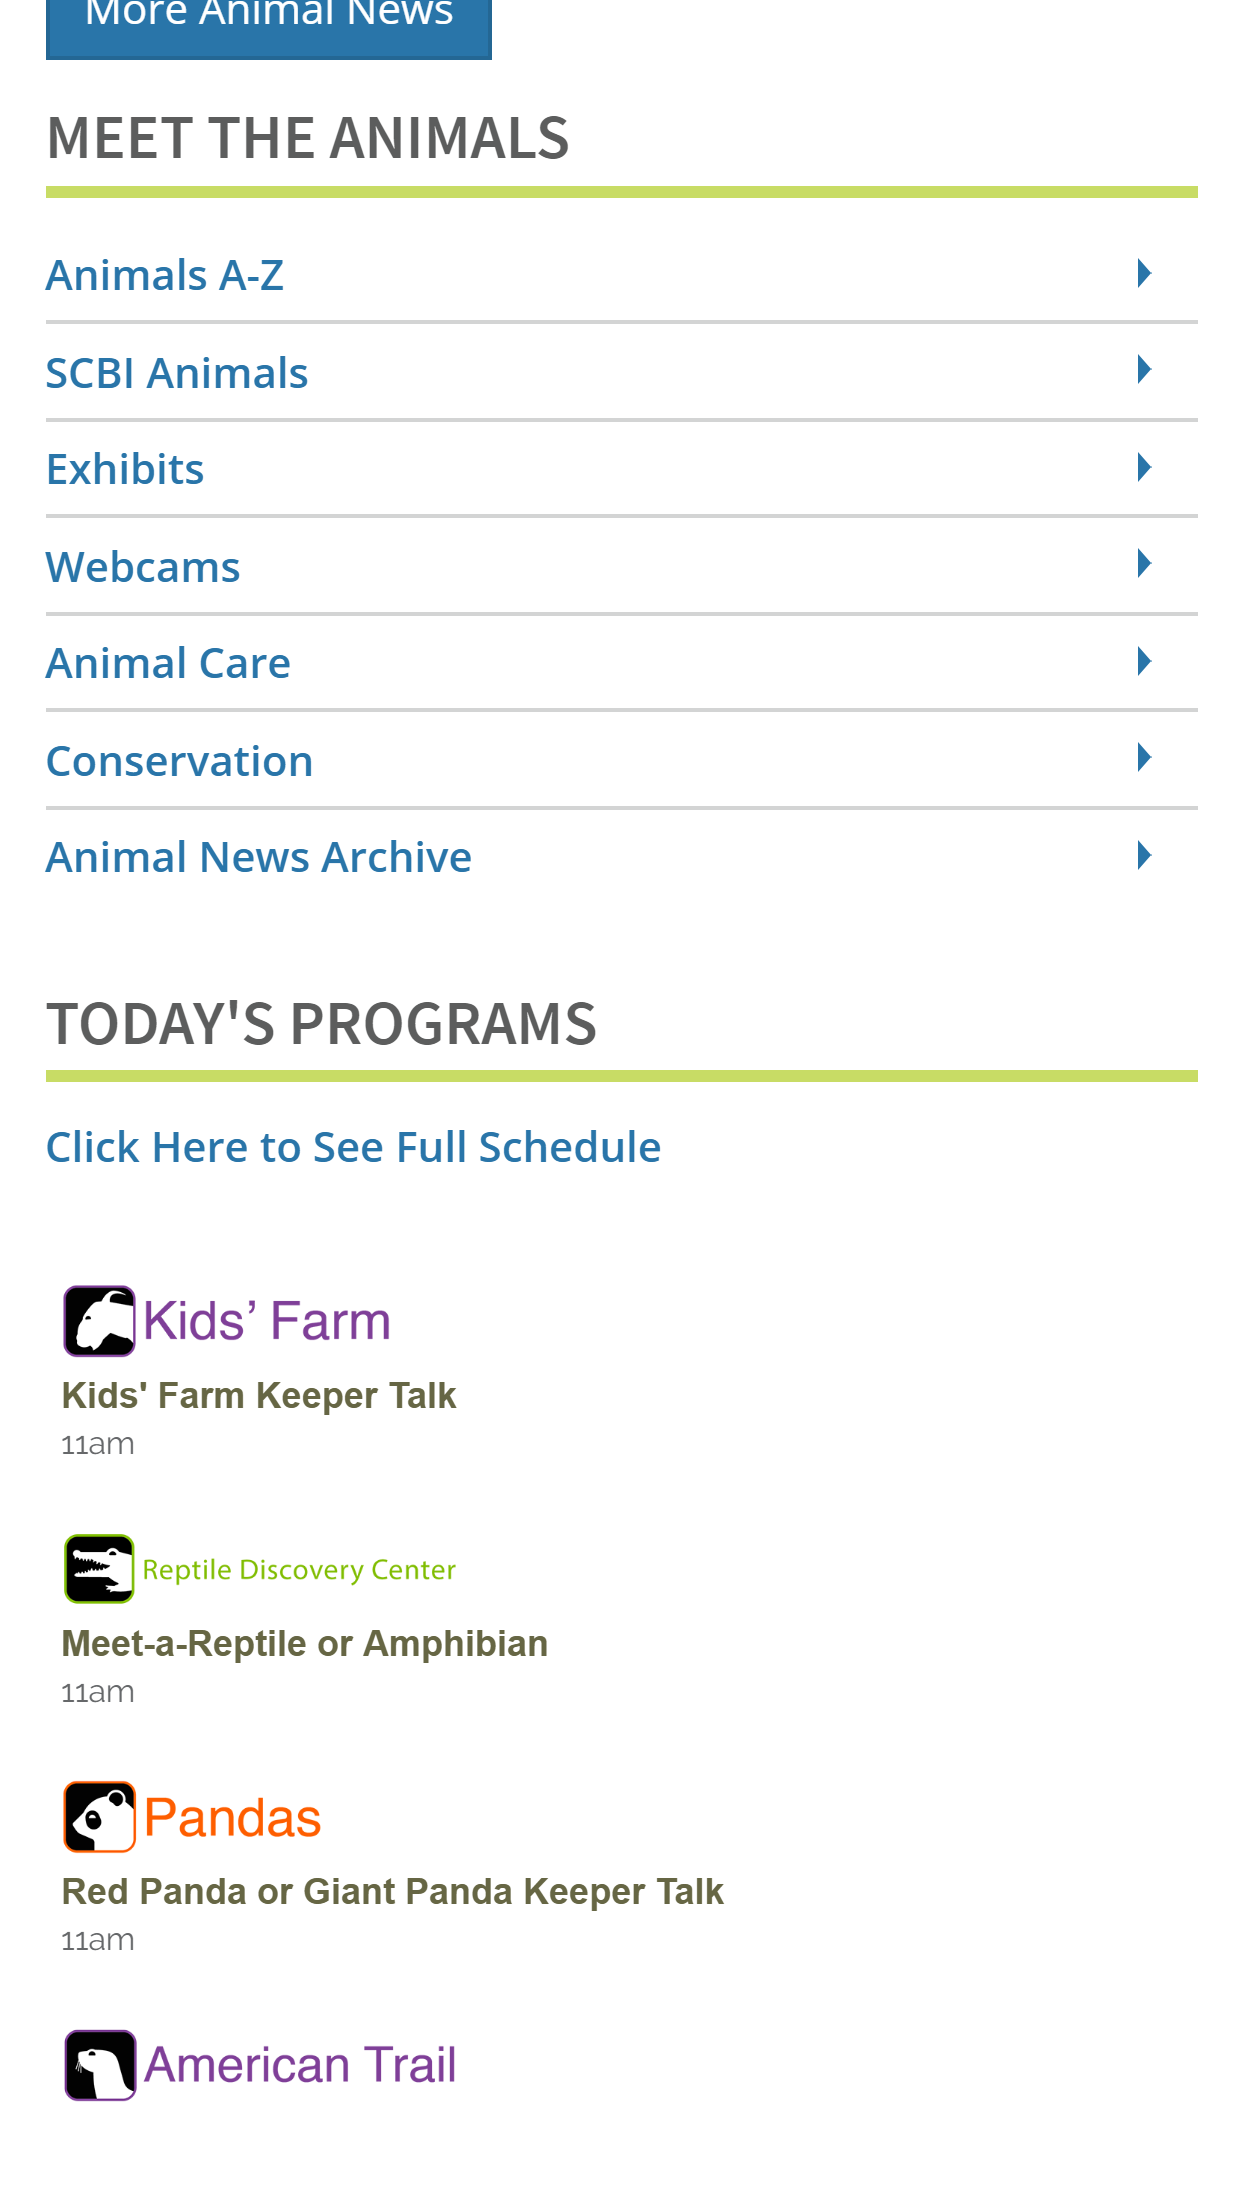 More Animal News
MEET THE ANIMALS
Animals A-Z
SCBI Animals
Exhibits
Webcams
Animal Care
Conservation
Animal News Archive
TODAY'S PROGRAMS
Click Here to See Full Schedule
Kids’ Farm
Kids' Farm Keeper Talk
11am
Reptile Discovery Center
Meet-a-Reptile or Amphibian
11am
Pandas
Red Panda or Giant Panda Keeper Talk
11am
American Trail